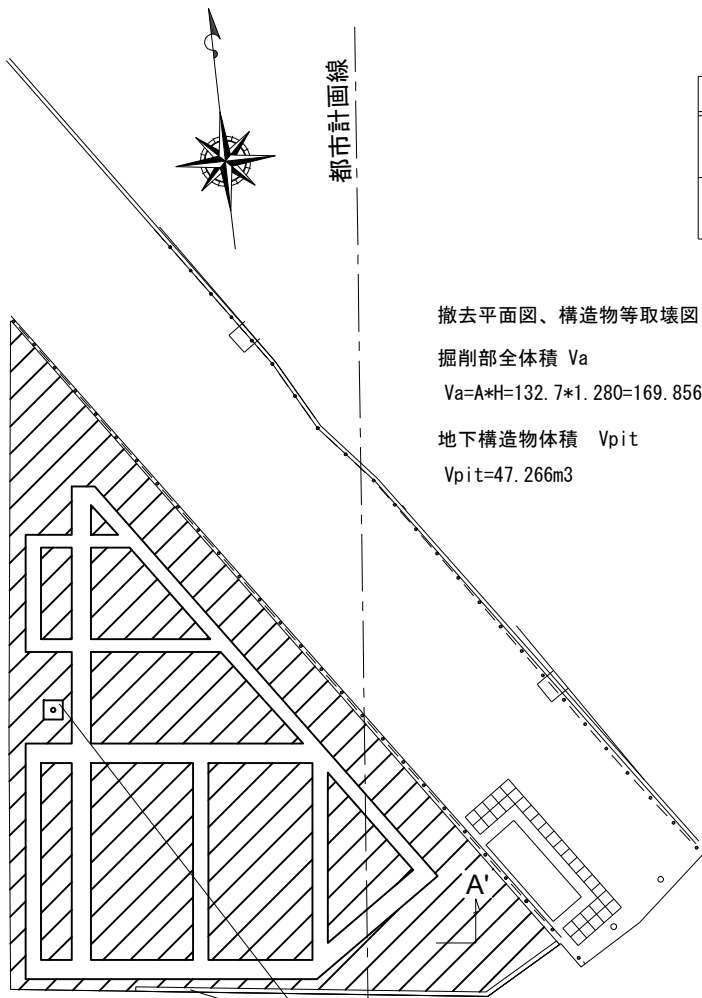 都市計画線
撤去平面図、構造物等取壊図
掘削部全体積 Va
Va=A*H=132.7*1.280=169.856
地下構造物体積 Vpit
Vpit=47.266m3
A'